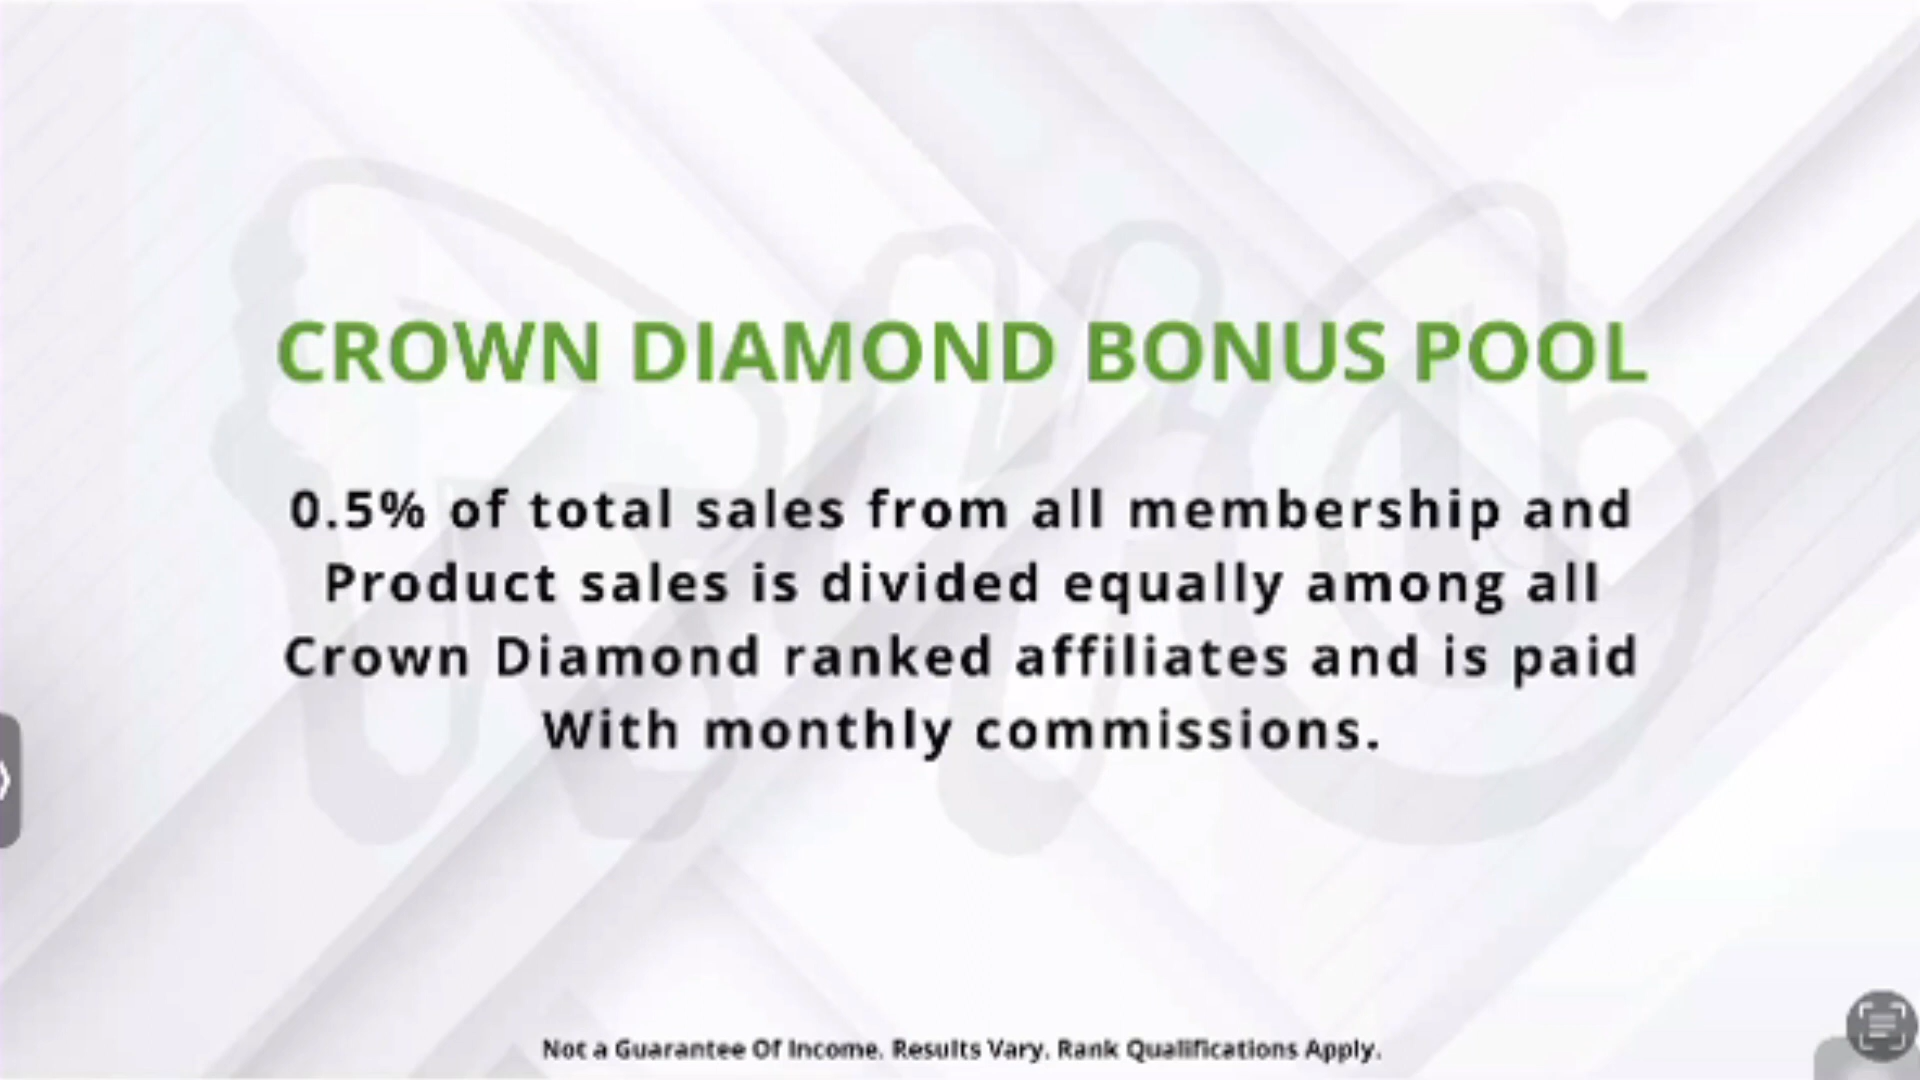 CROWN DIAMOND BONUS POOL
0.5% of total sales from all membership and
Product sales is divided equally among all
Crown Diamond ranked affiliates and is paid
With monthly commissions.
Not a Guarantee Of Income. Results Vary. Rank Qualifications Apply.